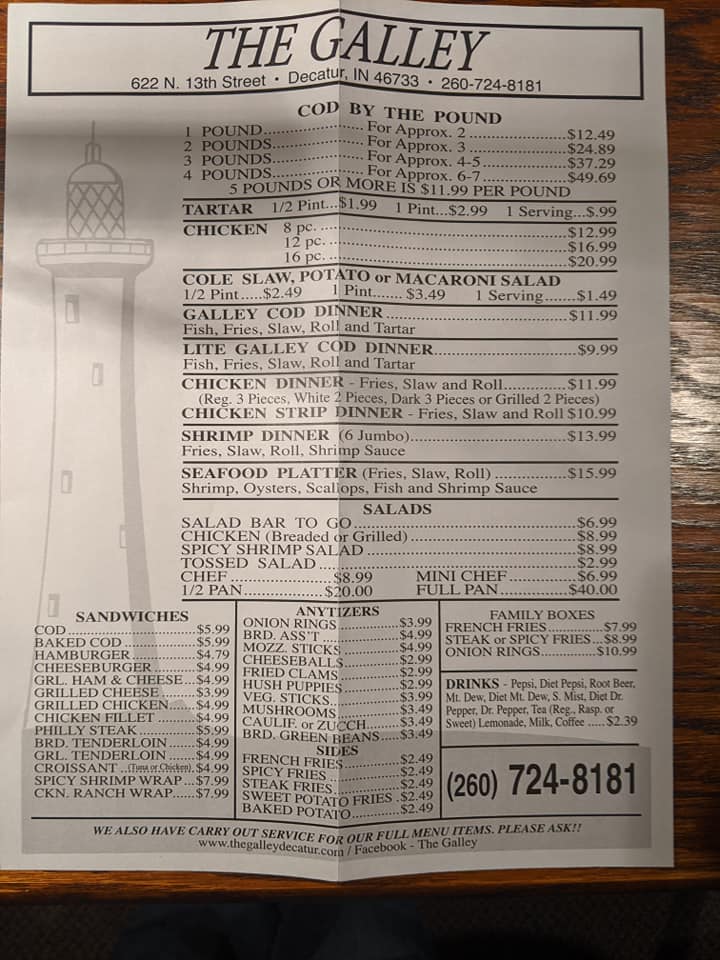 THE GALLEY
622 N. 13th Street • Decatur, IN 46733 • 260-724-8181
COD BY THE POUND
1 POUND.................... For Approx. 2 ....................$12.49
2 POUNDS.................... For Approx. 3 ....................$24.89
3 POUNDS.................... For Approx. 4-5 ....................$37.29
4 POUNDS.................... For Approx. 6-7 ....................$49.69
5 POUNDS OR MORE IS $11.99 PER POUND
TARTAR 1/2 Pint...$1.99 1 Pint...$2.99 1 Serving...$.99
CHICKEN 8 pc. ....................$12.99
12 pc. ....................$16.99
16 pc. ....................$20.99
COLE SLAW, POTATO or MACARONI SALAD
1/2 Pint.....$2.49 1 Pint....... $3.49 1 Serving.......$1.49
GALLEY COD DINNER ....................$11.99
Fish, Fries, Slaw, Roll and Tartar
LITE GALLEY COD DINNER....................$9.99
Fish, Fries, Slaw, Roll and Tartar
CHICKEN DINNER - Fries, Slaw and Roll....................$11.99
(Reg. 3 Pieces, White 2 Pieces, Dark 3 Pieces or Grilled 2 Pieces)
CHICKEN STRIP DINNER - Fries, Slaw and Roll $10.99
SHRIMP DINNER (6 Jumbo)....................$13.99
Fries, Slaw, Roll, Shrimp Sauce
SEAFOOD PLATTER (Fries, Slaw, Roll) ....................$15.99
Shrimp, Oysters, Scallops, Fish and Shrimp Sauce
SALADS
SALAD BAR TO GO....................$6.99
CHICKEN (Breaded or Grilled)....................$8.99
SPICY SHRIMP SALAD ....................$8.99
TOSSED SALAD ....................$2.99
CHEF ....................$8.99 MINI CHEF....................$6.99
1/2 PAN....................$20.00 FULL PAN....................$40.00
SANDWICHES
COD ....................$5.99
BAKED COD ....................$5.99
HAMBURGER ....................$4.79
CHEESEBURGER ....................$4.99
GRL. HAM & CHEESE...$4.99
GRILLED CHEESE ..........$3.99
GRILLED CHICKEN.........$4.99
CHICKEN FILLET ..........$4.99
PHILLY STEAK ..........$5.99
BRD. TENDERLOIN .......$4.99
GRL. TENDERLOIN .......$4.99
CROISSANT ...(Tuna or Chicken). $4.99
SPICY SHRIMP WRAP...$7.99
CKN. RANCH WRAP......$7.99
ANYTIZERS
ONION RINGS ....................$3.99
BRD. ASS'T ....................$4.99
MOZZ. STICKS ....................$4.99
CHEESEBALLS....................$2.99
FRIED CLAMS ....................$2.99
HUSH PUPPIES....................$2.99
VEG. STICKS....................$3.99
MUSHROOMS ....................$3.49
CAULIF. or ZUCCH.......$3.49
BRD. GREEN BEANS .....$3.49
SIDES
FRENCH FRIES....................$2.49
SPICY FRIES ....................$2.49
STEAK FRIES....................$2.49
SWEET POTATO FRIES .$2.49
BAKED POTATO....................$2.49
FAMILY BOXES
FRENCH FRIES....................$7.99
STEAK or SPICY FRIES...$8.99
ONION RINGS....................$10.99
DRINKS - Pepsi, Diet Pepsi, Root Beer,
Mt. Dew, Diet Mt. Dew, S. Mist, Diet Dr.
Pepper, Dr. Pepper, Tea (Reg., Rasp. or
Sweet) Lemonade, Milk, Coffee .....$2.39
(260) 724-8181
WE ALSO HAVE CARRY OUT SERVICE FOR OUR FULL MENU ITEMS. PLEASE ASK!!
www.thegalleydecatur.com / Facebook - The Galley